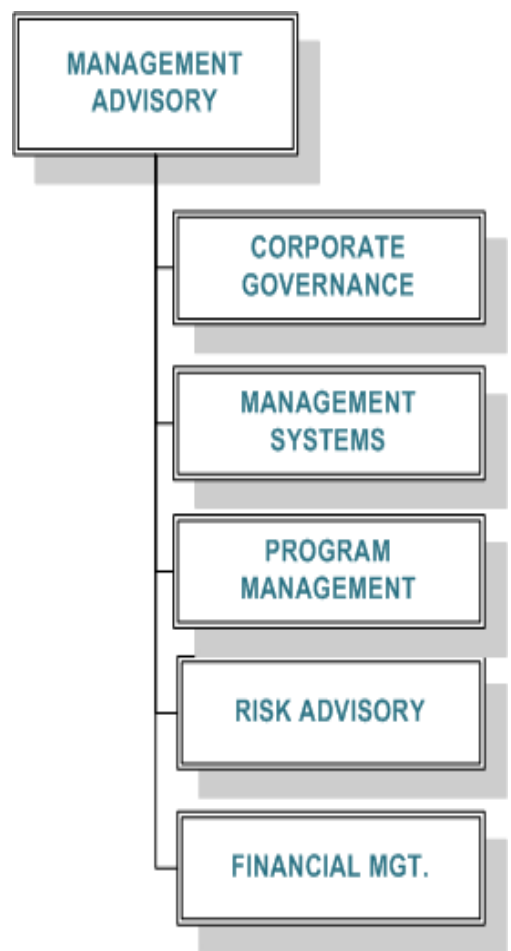 MANAGEMENT
ADVISORY
CORPORATE
GOVERNANCE
MANAGEMENT
SYSTEMS
PROGRAM
MANAGEMENT
RISK ADVISORY
FINANCIAL MGT.